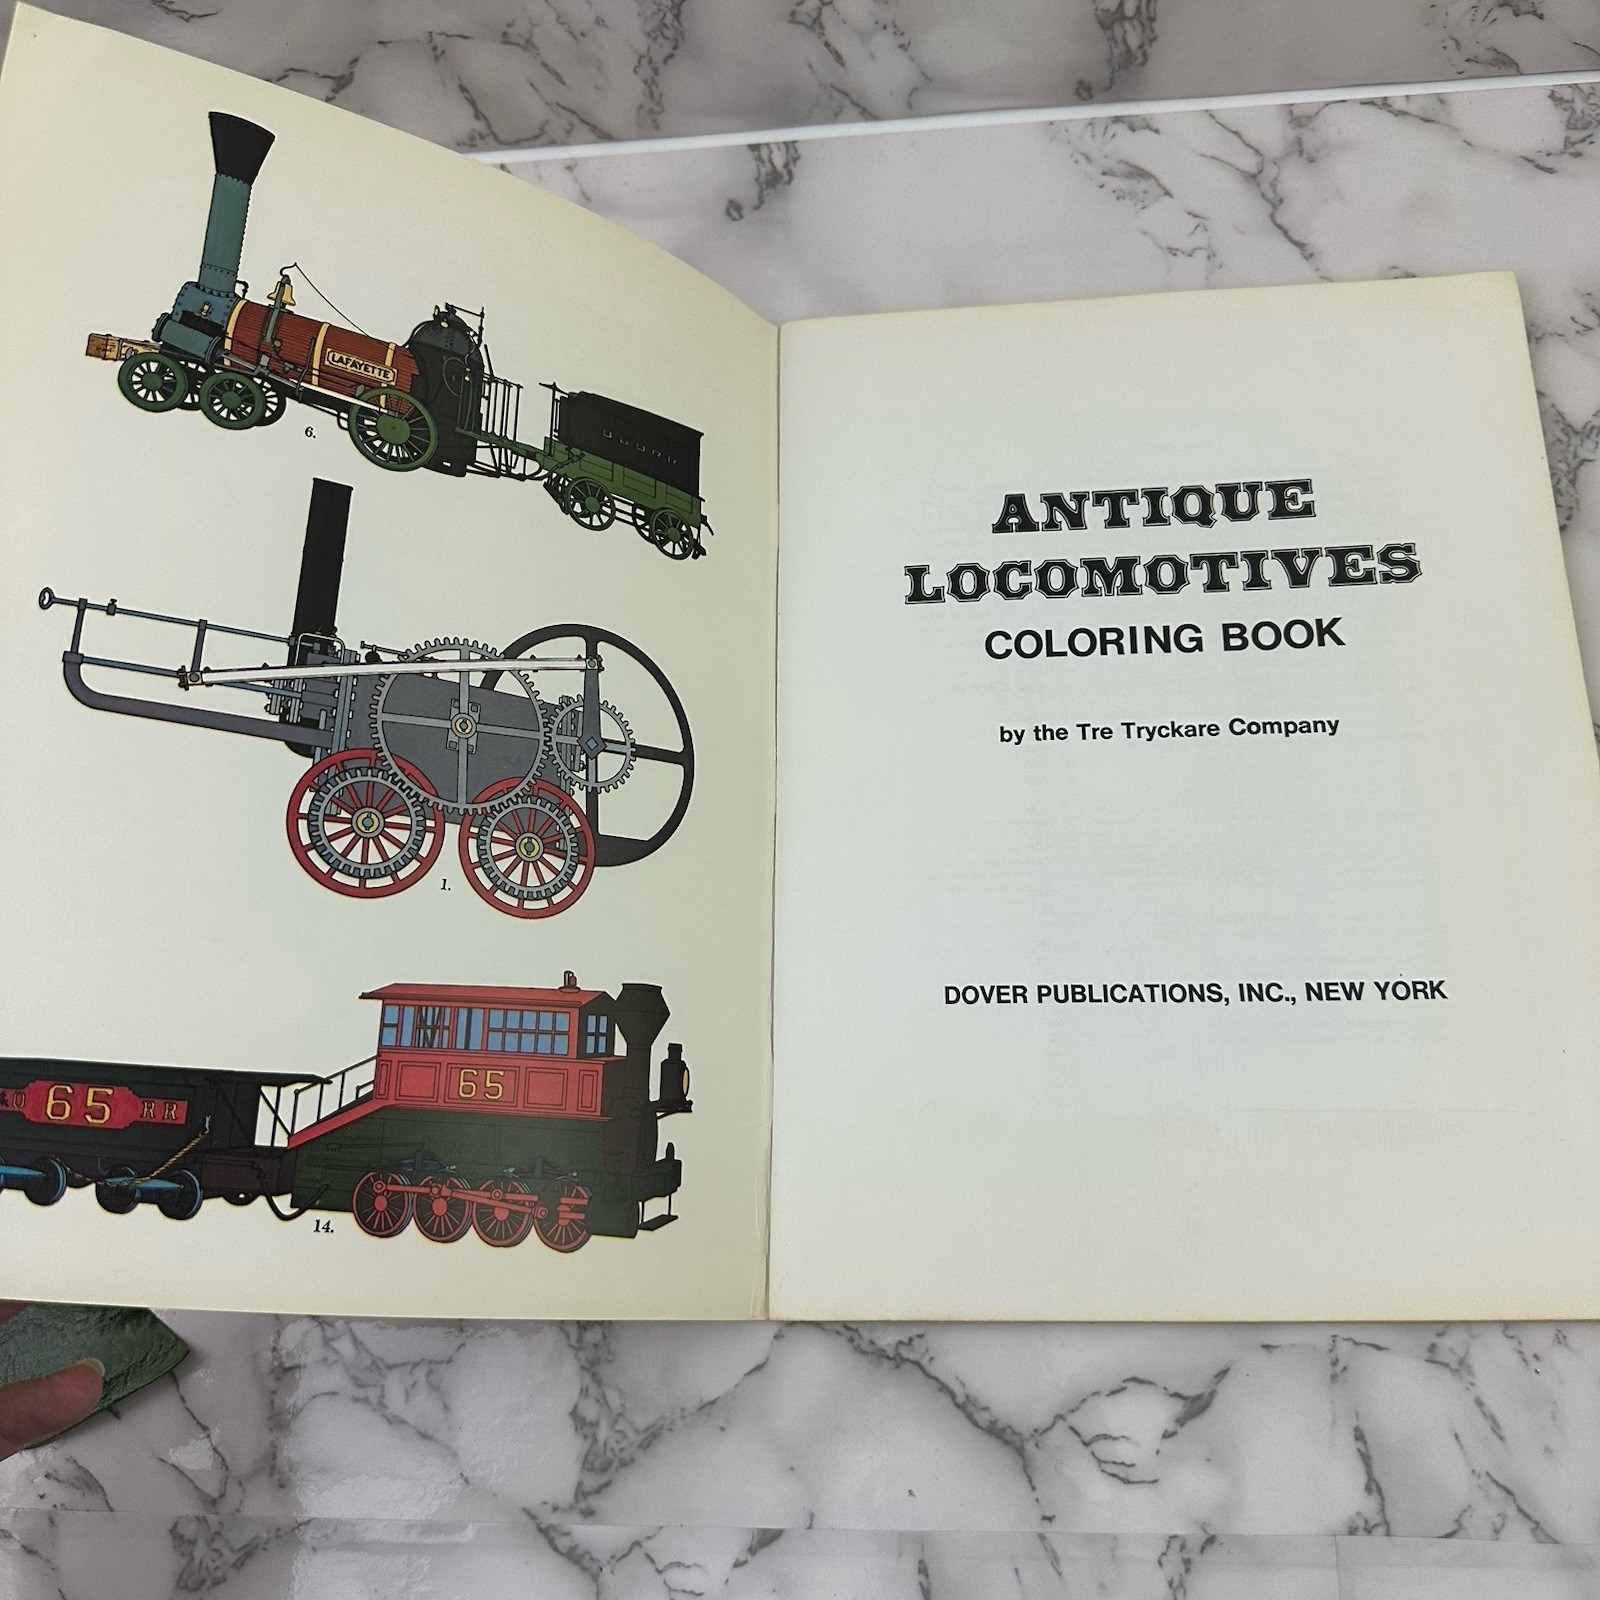 LAFAYETTE
6.
1.
65
65
RR
14.
ANTIQUE
LOCOMOTIVES
COLORING BOOK
by the Tre Tryckare Company
DOVER PUBLICATIONS, INC., NEW YORK